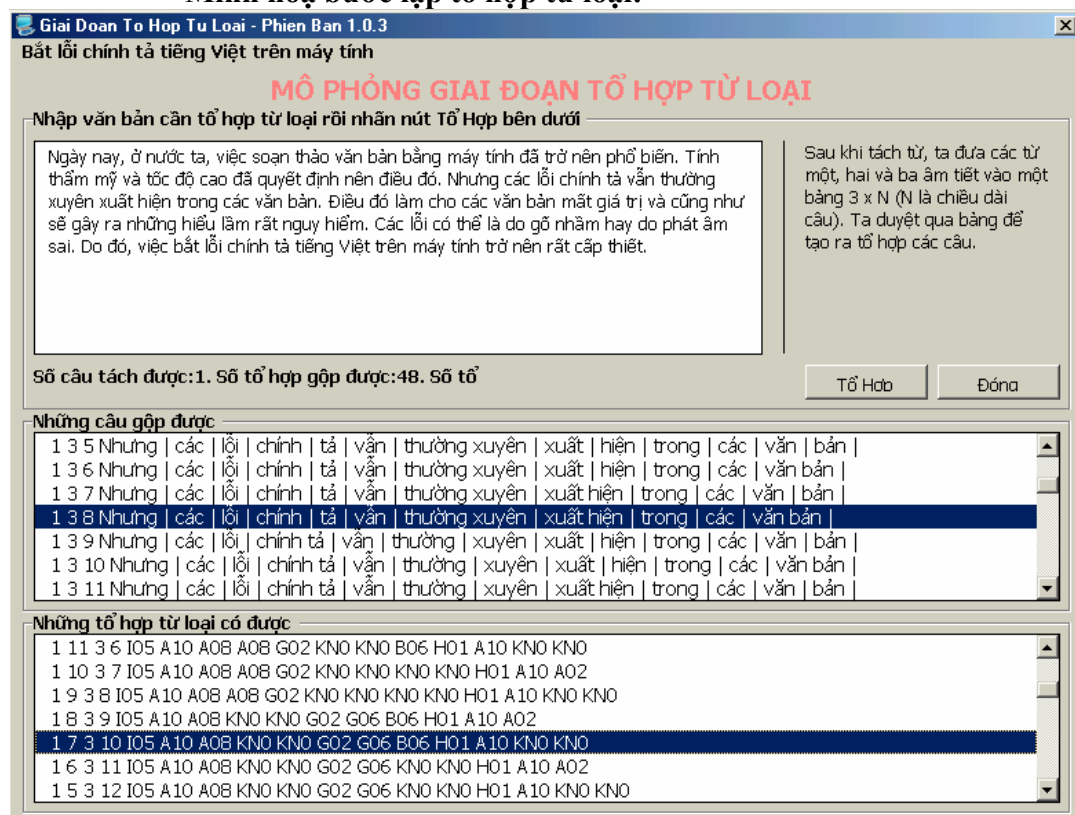 Minh hoạ bước lập tổ hợp từ loại.
Giai Doan To Hop Tu Loai - Phien Ban 1.0.3
Bắt lỗi chính tả tiếng Việt trên máy tính
MÔ PHỎNG GIAI ĐOẠN TỔ HỢP TỪ LOẠI
Nhập văn bản cần tổ hợp từ loại rồi nhấn nút Tổ Hợp bên dưới
Ngày nay, ở nước ta, việc soạn thảo văn bản bằng máy tính đã trở nên phổ biến. Tính
thẩm mỹ và tốc độ cao đã quyết định nên điều đó. Nhưng các lỗi chính tả vẫn thường
xuyên xuất hiện trong các văn bản. Điều đó làm cho các văn bản mất giá trị và cũng như
sẽ gây ra những hiểu lầm rất nguy hiểm. Các lỗi có thể là do gõ nhầm hay do phát âm
sai. Do đó, việc bắt lỗi chính tả tiếng Việt trên máy tính trở nên rất cấp thiết.
Sau khi tách từ, ta đưa các từ
một, hai và ba âm tiết vào một
bảng 3 x N (N là chiều dài
câu). Ta duyệt qua bảng để
tạo ra tổ hợp các câu.
Số câu tách được:1. Số tổ hợp gộp được:48. Số tổ
Tổ Hợp
Đóng
Những câu gộp được
1 3 5 Nhưng | các | lỗi | chính | tả | vẫn | thường xuyên | xuất | hiện | trong | các | văn | bản |
1 3 6 Nhưng | các | lỗi | chính | tả | vẫn | thường xuyên | xuất | hiện | trong | các | văn bản |
1 3 7 Nhưng | các | lỗi | chính | tả | vẫn | thường xuyên | xuất hiện | trong | các | văn | bản |
1 3 8 Nhưng | các | lỗi | chính | tả | vẫn | thường xuyên | xuất hiện | trong | các | văn bản |
1 3 9 Nhưng | các | lỗi | chính tả | vẫn | thường | xuyên | xuất | hiện | trong | các | văn | bản |
1 3 10 Nhưng | các | lỗi | chính tả | vẫn | thường | xuyên | xuất | hiện | trong | các | văn bản |
1 3 11 Nhưng | các | lỗi | chính tả | vẫn | thường | xuyên | xuất hiện | trong | các | văn | bản |
Những tổ hợp từ loại có được
1 11 3 6 I05 A10 A08 A08 G02 KN0 KN0 B06 H01 A10 KN0 KN0
1 10 3 7 I05 A10 A08 A08 G02 KN0 KN0 KN0 KN0 H01 A10 A02
1 9 3 8 I05 A10 A08 A08 G02 KN0 KN0 KN0 KN0 H01 A10 KN0 KN0
1 8 3 9 I05 A10 A08 KN0 KN0 G02 G06 B06 H01 A10 A02
1 7 3 10 I05 A10 A08 KN0 KN0 G02 G06 B06 H01 A10 KN0 KN0
1 6 3 11 I05 A10 A08 KN0 KN0 G02 G06 KN0 KN0 H01 A10 A02
1 5 3 12 I05 A10 A08 KN0 KN0 G02 G06 KN0 KN0 H01 A10 KN0 KN0